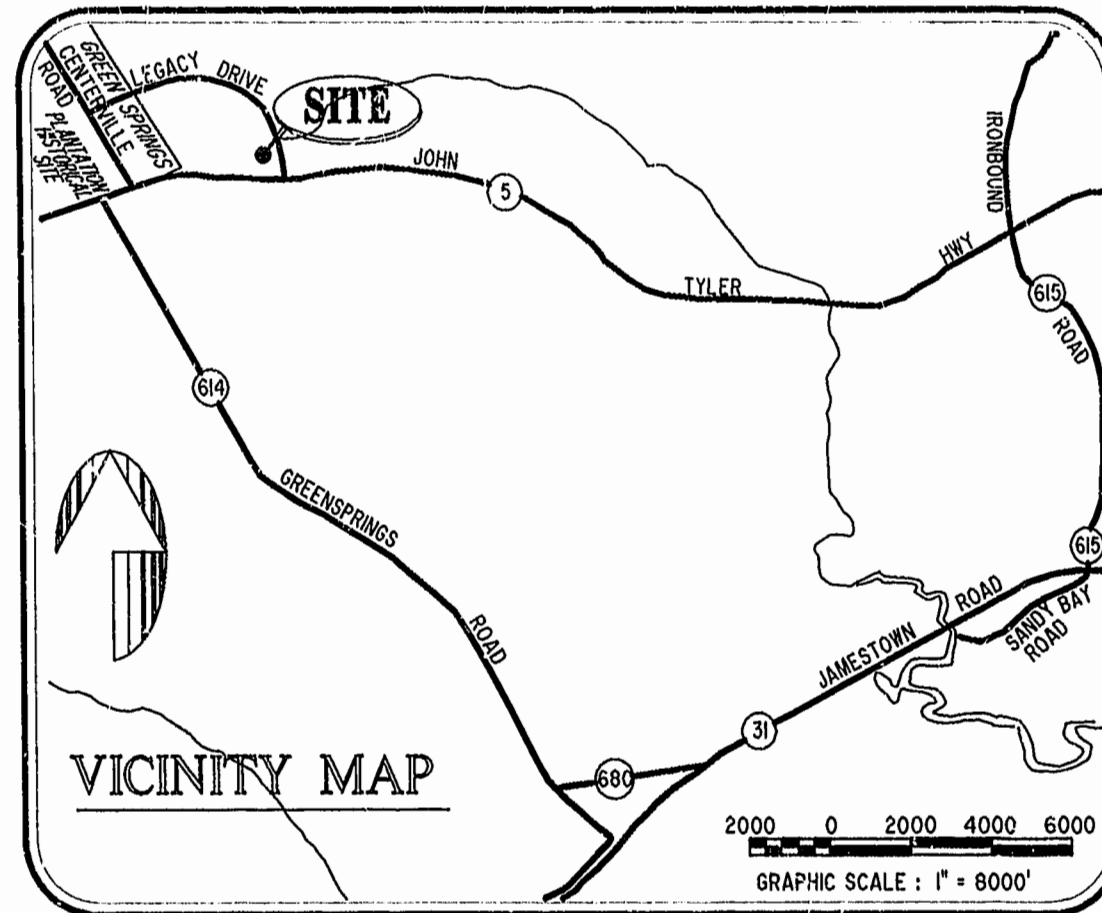 GREEN SPRINGS
PLANTATION
HISTORICAL
SITE
CENTERVILLE
ROAD
LEGACY DRIVE
SITE
JOHN
5
TYLER
HWY
IRONBOUND
615
ROAD
614
GREENSPRINGS
ROAD
615
JAMESTOWN
ROAD
SANDY BAY
ROAD
31
680
VICINITY MAP
2000 0 2000 4000 6000
GRAPHIC SCALE : 1" = 8000'